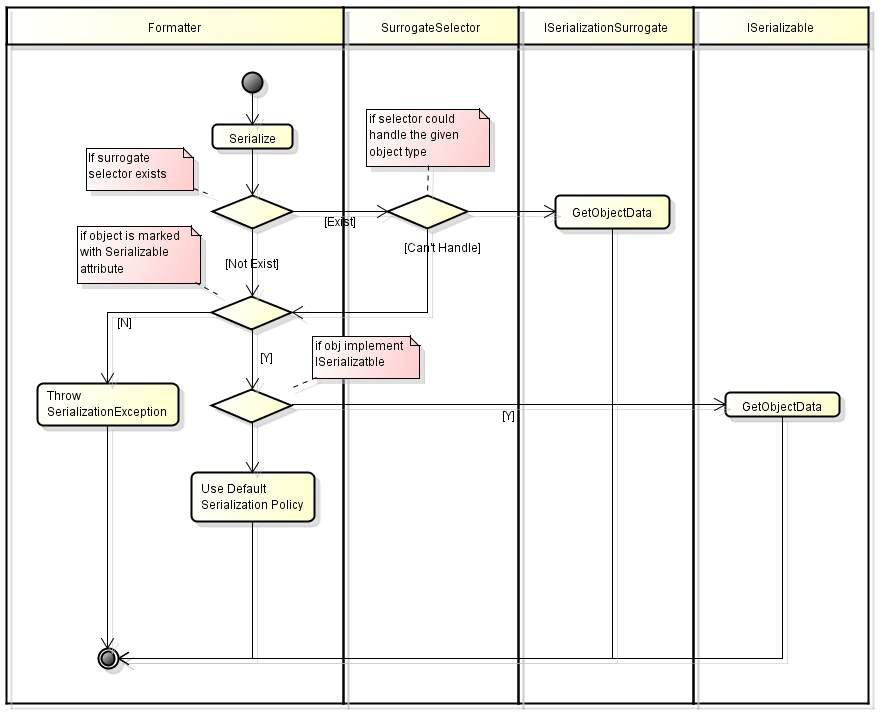 Formatter
SurrogateSelector
ISerializationSurrogate
ISerializable
Serialize
if selector could
handle the given
object type
If surrogate
selector exists
[Exist]
GetObjectData
if object is marked
with Serializable
attribute
[Not Exist]
[Can't Handle]
[N]
[Y]
if obj implement
ISerializatble
Throw
SerializationException
[Y]
GetObjectData
Use Default
Serialization Policy